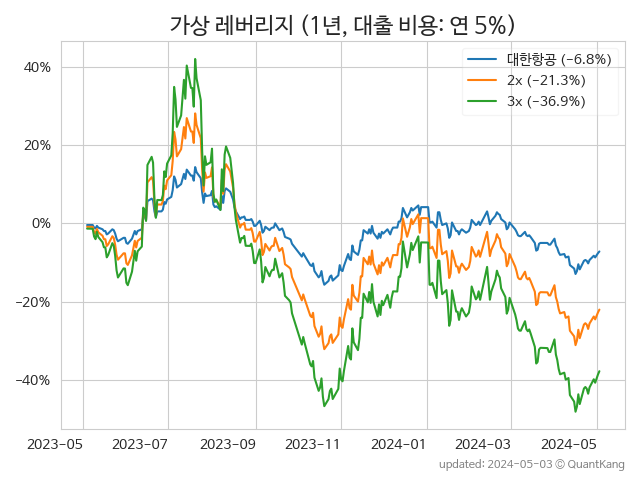 가상 레버리지 (1년, 대출 비용: 연 5%)
대한항공 (−6.8%)
2x (−21.3%)
3x (−36.9%)
40%
20%
0%
−20%
−40%
2023-05
2023-07
2023-09
2023-11
2024-01
2024-03
2024-05
updated: 2024-05-03 © QuantKang